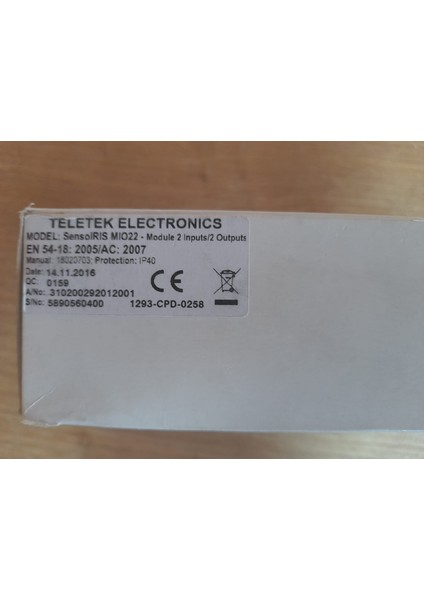 TELETEK ELECTRONICS
MODEL: SensoIRIS MIO22 - Module 2 Inputs/2 Outputs
EN 54-18: 2005/AC: 2007
Manual: 18020703; Protection: IP40
Date: 14.11.2016
QC: 0159
A/No: 310200292012001
S/No: 5890560400 1293-CPD-0258
CE